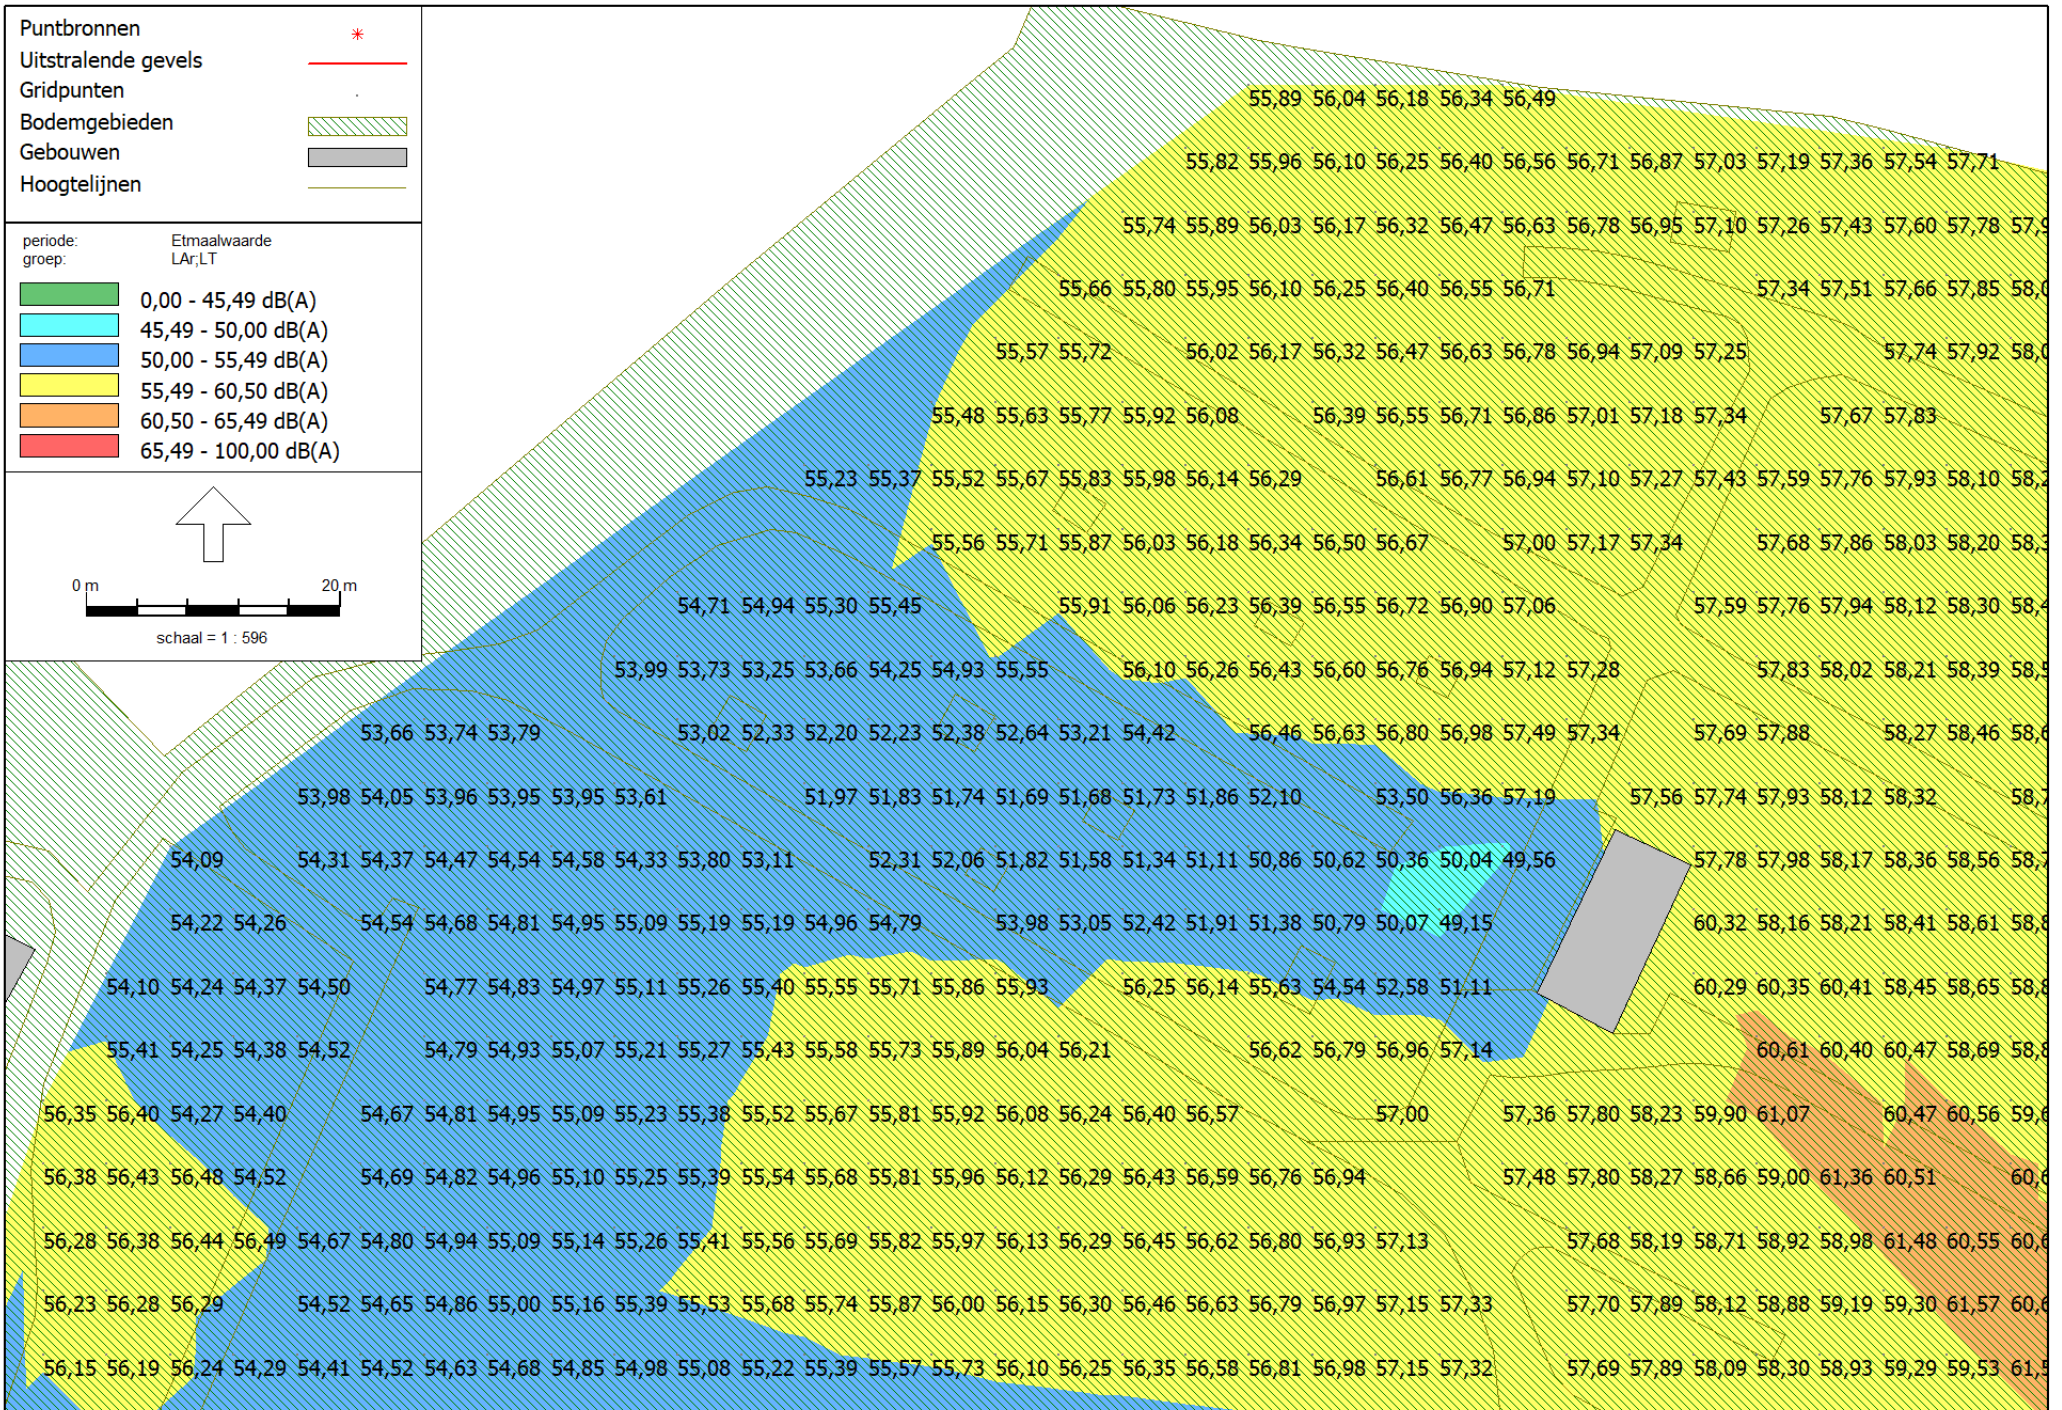 Puntbronnen
Uitstralende gevels
Gridpunten
Bodemgebieden
Gebouwen
Hoogtelijnen
periode: Etmaalwaarde
groep: LAr;LT
0,00 - 45,49 dB(A)
45,49 - 50,00 dB(A)
50,00 - 55,49 dB(A)
55,49 - 60,50 dB(A)
60,50 - 65,49 dB(A)
65,49 - 100,00 dB(A)
0 m 20 m
schaal = 1 : 596
55,89 56,04 56,18 56,34 56,49
55,82 55,96 56,10 56,25 56,40 56,56 56,71 56,87 57,03 57,19 57,36 57,54 57,71
55,74 55,89 56,03 56,17 56,32 56,47 56,63 56,78 56,95 57,10 57,26 57,43 57,60 57,78
55,66 55,80 55,95 56,10 56,25 56,40 56,55 56,71 57,34 57,51 57,66 57,85
55,57 55,72 56,02 56,17 56,32 56,47 56,63 56,78 56,94 57,09 57,25 57,74 57,92
55,48 55,63 55,77 55,92 56,08 56,39 56,55 56,71 56,86 57,01 57,18 57,34 57,67 57,83
55,23 55,37 55,52 55,67 55,83 55,98 56,14 56,29 56,61 56,77 56,94 57,10 57,27 57,43 57,59 57,76 57,93 58,10
55,56 55,71 55,87 56,03 56,18 56,34 56,50 56,67 57,00 57,17 57,34 57,68 57,86 58,03 58,20
54,71 54,94 55,30 55,45 55,91 56,06 56,23 56,39 56,55 56,72 56,90 57,06 57,59 57,76 57,94 58,12 58,30
53,99 53,73 53,25 53,66 54,25 54,93 55,55 56,10 56,26 56,43 56,60 56,76 56,94 57,12 57,28 57,83 58,02 58,21 58,39
53,66 53,74 53,79 53,02 52,33 52,20 52,23 52,38 52,64 53,21 54,42 56,46 56,63 56,80 56,98 57,49 57,34 57,69 57,88 58,27 58,46
53,98 54,05 53,96 53,95 53,95 53,61 51,97 51,83 51,74 51,69 51,68 51,73 51,86 52,10 53,50 56,36 57,19 57,56 57,74 57,93 58,12 58,32
54,09 54,31 54,37 54,47 54,54 54,58 54,33 53,80 53,11 52,31 52,06 51,82 51,58 51,34 51,11 50,86 50,62 50,36 50,04 49,56 57,78 57,98 58,17 58,36 58,56
54,22 54,26 54,54 54,68 54,81 54,95 55,09 55,19 55,19 54,96 54,79 53,98 53,05 52,42 51,91 51,38 50,79 50,07 49,15 60,32 58,16 58,21 58,41 58,61
54,10 54,24 54,37 54,50 54,77 54,83 54,97 55,11 55,26 55,40 55,55 55,71 55,86 55,93 56,25 56,14 55,63 54,54 52,58 51,11 60,29 60,35 60,41 58,45 58,65
55,41 54,25 54,38 54,52 54,79 54,93 55,07 55,21 55,27 55,43 55,58 55,73 55,89 56,04 56,21 56,62 56,79 56,96 57,14 60,61 60,40 60,47 58,69
56,35 56,40 54,27 54,40 54,67 54,81 54,95 55,09 55,23 55,38 55,52 55,67 55,81 55,92 56,08 56,24 56,40 56,57 57,00 57,36 57,80 58,23 59,90 61,07 60,47 60,56
56,38 56,43 56,48 54,52 54,69 54,82 54,96 55,10 55,25 55,39 55,54 55,68 55,81 55,96 56,12 56,29 56,43 56,59 56,76 56,94 57,48 57,80 58,27 58,66 59,00 61,36 60,51
56,28 56,38 56,44 56,49 54,67 54,80 54,94 55,09 55,14 55,26 55,41 55,56 55,69 55,82 55,97 56,13 56,29 56,45 56,62 56,80 56,93 57,13 57,68 58,19 58,71 58,92 58,98 61,48 60,55
56,23 56,28 56,29 54,52 54,65 54,86 55,00 55,16 55,39 55,53 55,68 55,74 55,87 56,00 56,15 56,30 56,46 56,63 56,79 56,97 57,15 57,33 57,70 57,89 58,12 58,88 59,19 59,30 61,57
56,15 56,19 56,24 54,29 54,41 54,52 54,63 54,68 54,85 54,98 55,08 55,22 55,39 55,57 55,73 56,10 56,25 56,35 56,58 56,81 56,98 57,15 57,32 57,69 57,89 58,09 58,30 58,93 59,29 59,53